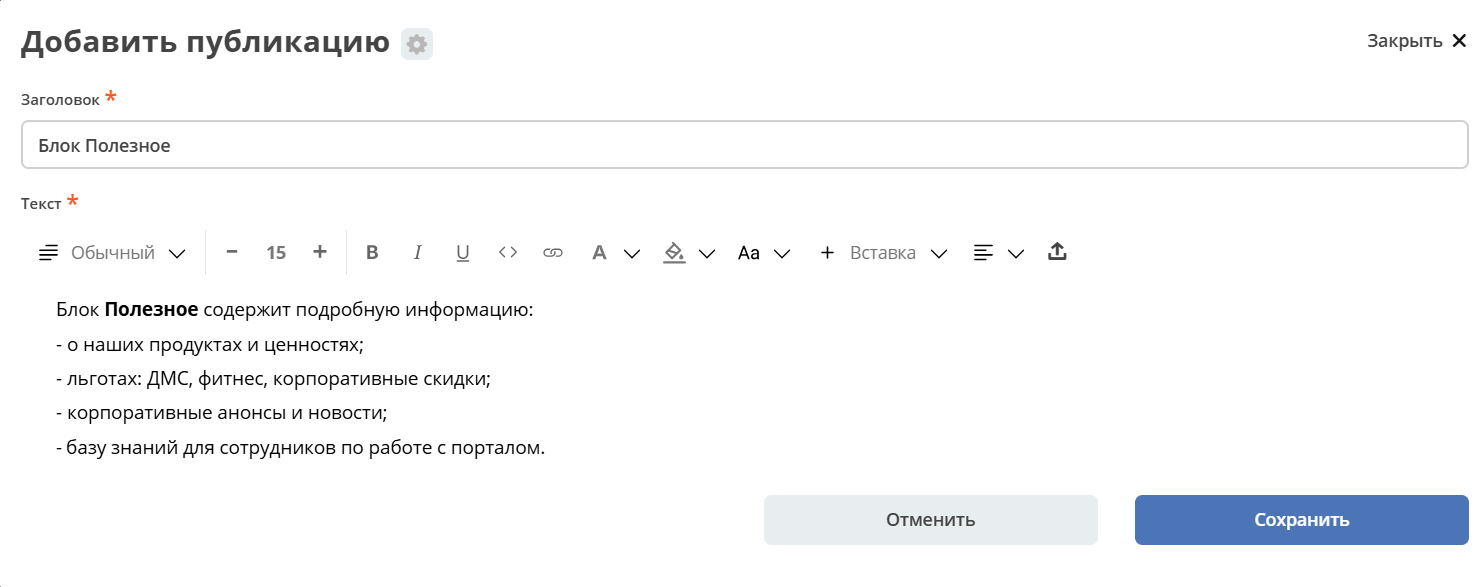 Добавить публикацию
Закрыть ✕
Заголовок *
Блок Полезное
Текст *
Обычный − 15 + B I U <> A Aa + Вставка
Блок Полезное содержит подробную информацию:
- о наших продуктах и ценностях;
- льготах: ДМС, фитнес, корпоративные скидки;
- корпоративные анонсы и новости;
- базу знаний для сотрудников по работе с порталом.
Отменить Сохранить